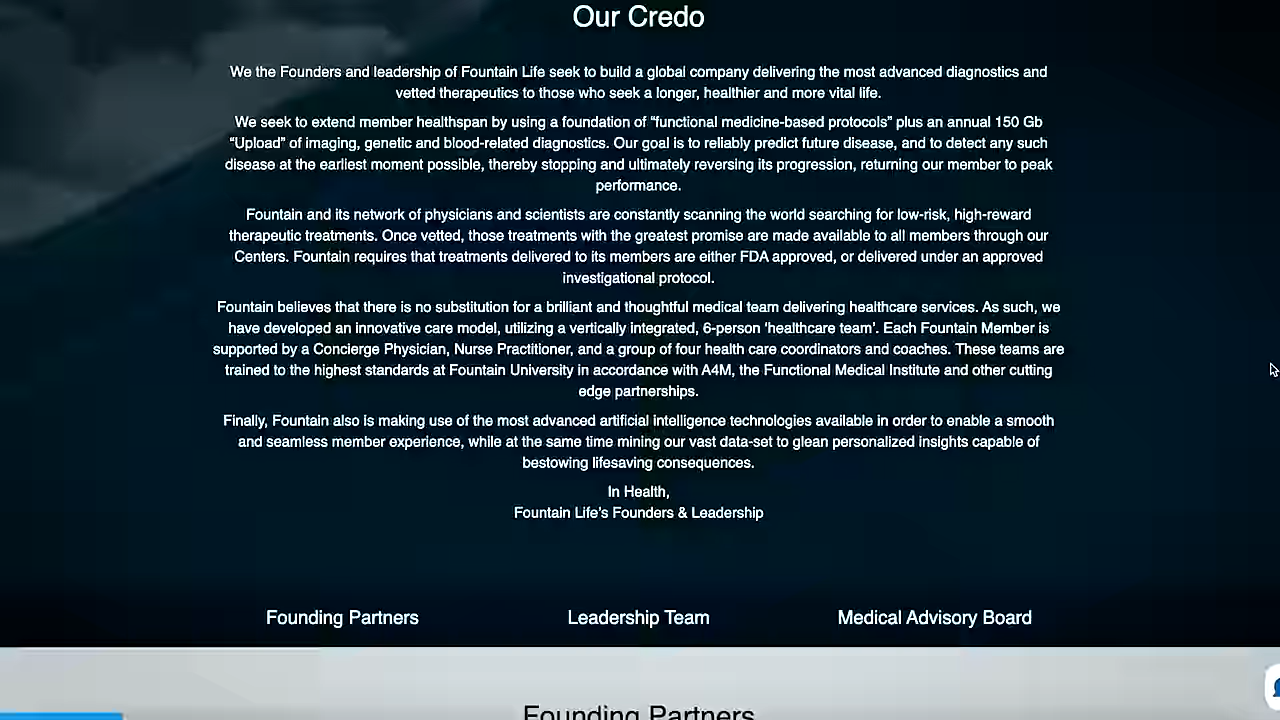 Our Credo
We the Founders and leadership of Fountain Life seek to build a global company delivering the most advanced diagnostics and
vetted therapeutics to those who seek a longer, healthier and more vital life.
We seek to extend member healthspan by using a foundation of “functional medicine-based protocols” plus an annual 150 Gb
“Upload” of imaging, genetic and blood-related diagnostics. Our goal is to reliably predict future disease, and to detect any such
disease at the earliest moment possible, thereby stopping and ultimately reversing its progression, returning our member to peak
performance.
Fountain and its network of physicians and scientists are constantly scanning the world searching for low-risk, high-reward
therapeutic treatments. Once vetted, those treatments with the greatest promise are made available to all members through our
Centers. Fountain requires that treatments delivered to its members are either FDA approved, or delivered under an approved
investigational protocol.
Fountain believes that there is no substitution for a brilliant and thoughtful medical team delivering healthcare services. As such, we
have developed an innovative care model, utilizing a vertically integrated, 6-person ‘healthcare team’. Each Fountain Member is
supported by a Concierge Physician, Nurse Practitioner, and a group of four health care coordinators and coaches. These teams are
trained to the highest standards at Fountain University in accordance with A4M, the Functional Medical Institute and other cutting
edge partnerships.
Finally, Fountain also is making use of the most advanced artificial intelligence technologies available in order to enable a smooth
and seamless member experience, while at the same time mining our vast data-set to glean personalized insights capable of
bestowing lifesaving consequences.
In Health,
Fountain Life’s Founders & Leadership
Founding Partners
Leadership Team
Medical Advisory Board
Founding Partners